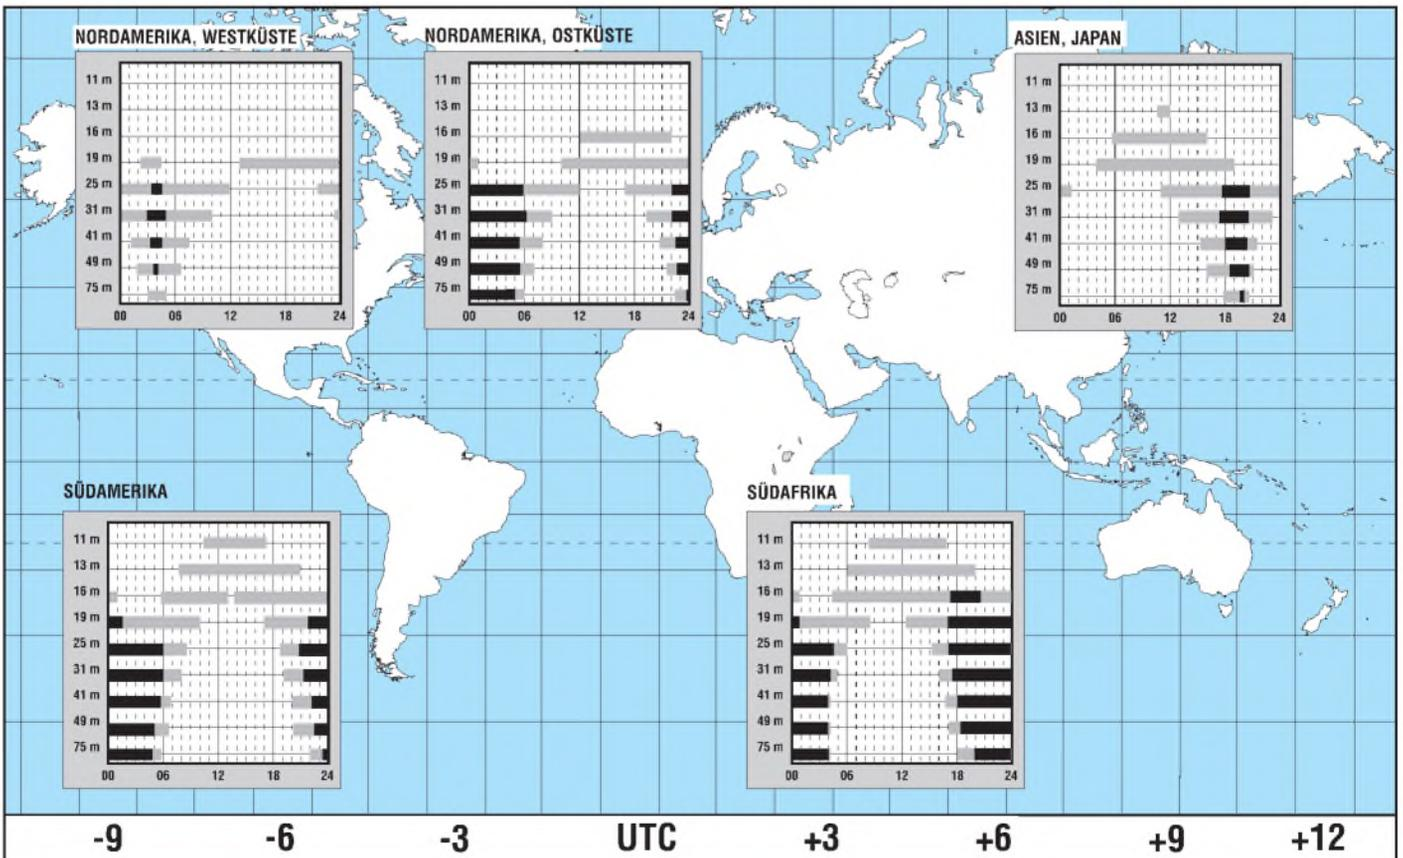 NORDAMERIKA, WESTKÜSTE
11 m
13 m
16 m
19 m
25 m
31 m
41 m
49 m
75 m
00 06 12 18 24
NORDAMERIKA, OSTKÜSTE
11 m
13 m
16 m
19 m
25 m
31 m
41 m
49 m
75 m
00 06 12 18 24
ASIEN, JAPAN
11 m
13 m
16 m
19 m
25 m
31 m
41 m
49 m
75 m
00 06 12 18 24
SÜDAMERIKA
11 m
13 m
16 m
19 m
25 m
31 m
41 m
49 m
75 m
00 06 12 18 24
SÜDAFRIKA
11 m
13 m
16 m
19 m
25 m
31 m
41 m
49 m
75 m
00 06 12 18 24
-9 -6 -3 UTC +3 +6 +9 +12